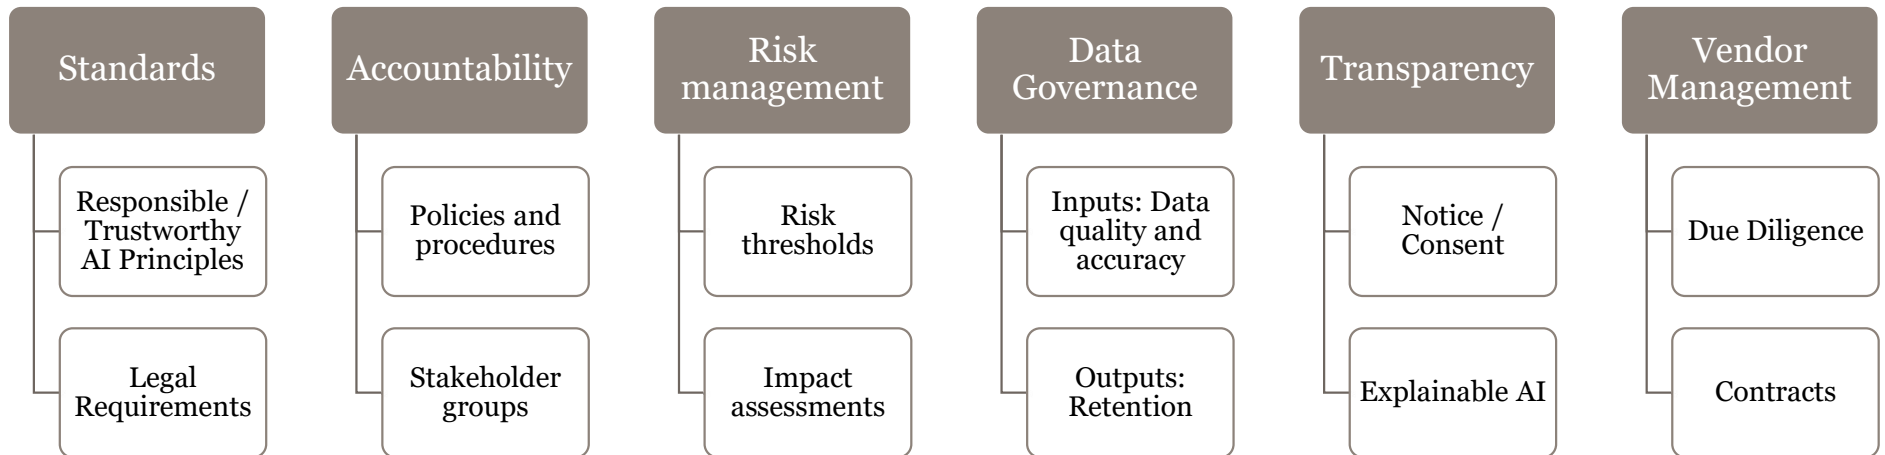 Standards
Accountability
Risk
management
Data
Governance
Transparency
Vendor
Management
Responsible /
Trustworthy
AI Principles
Policies and
procedures
Risk
thresholds
Inputs: Data
quality and
accuracy
Notice /
Consent
Due Diligence
Legal
Requirements
Stakeholder
groups
Impact
assessments
Outputs:
Retention
Explainable AI
Contracts